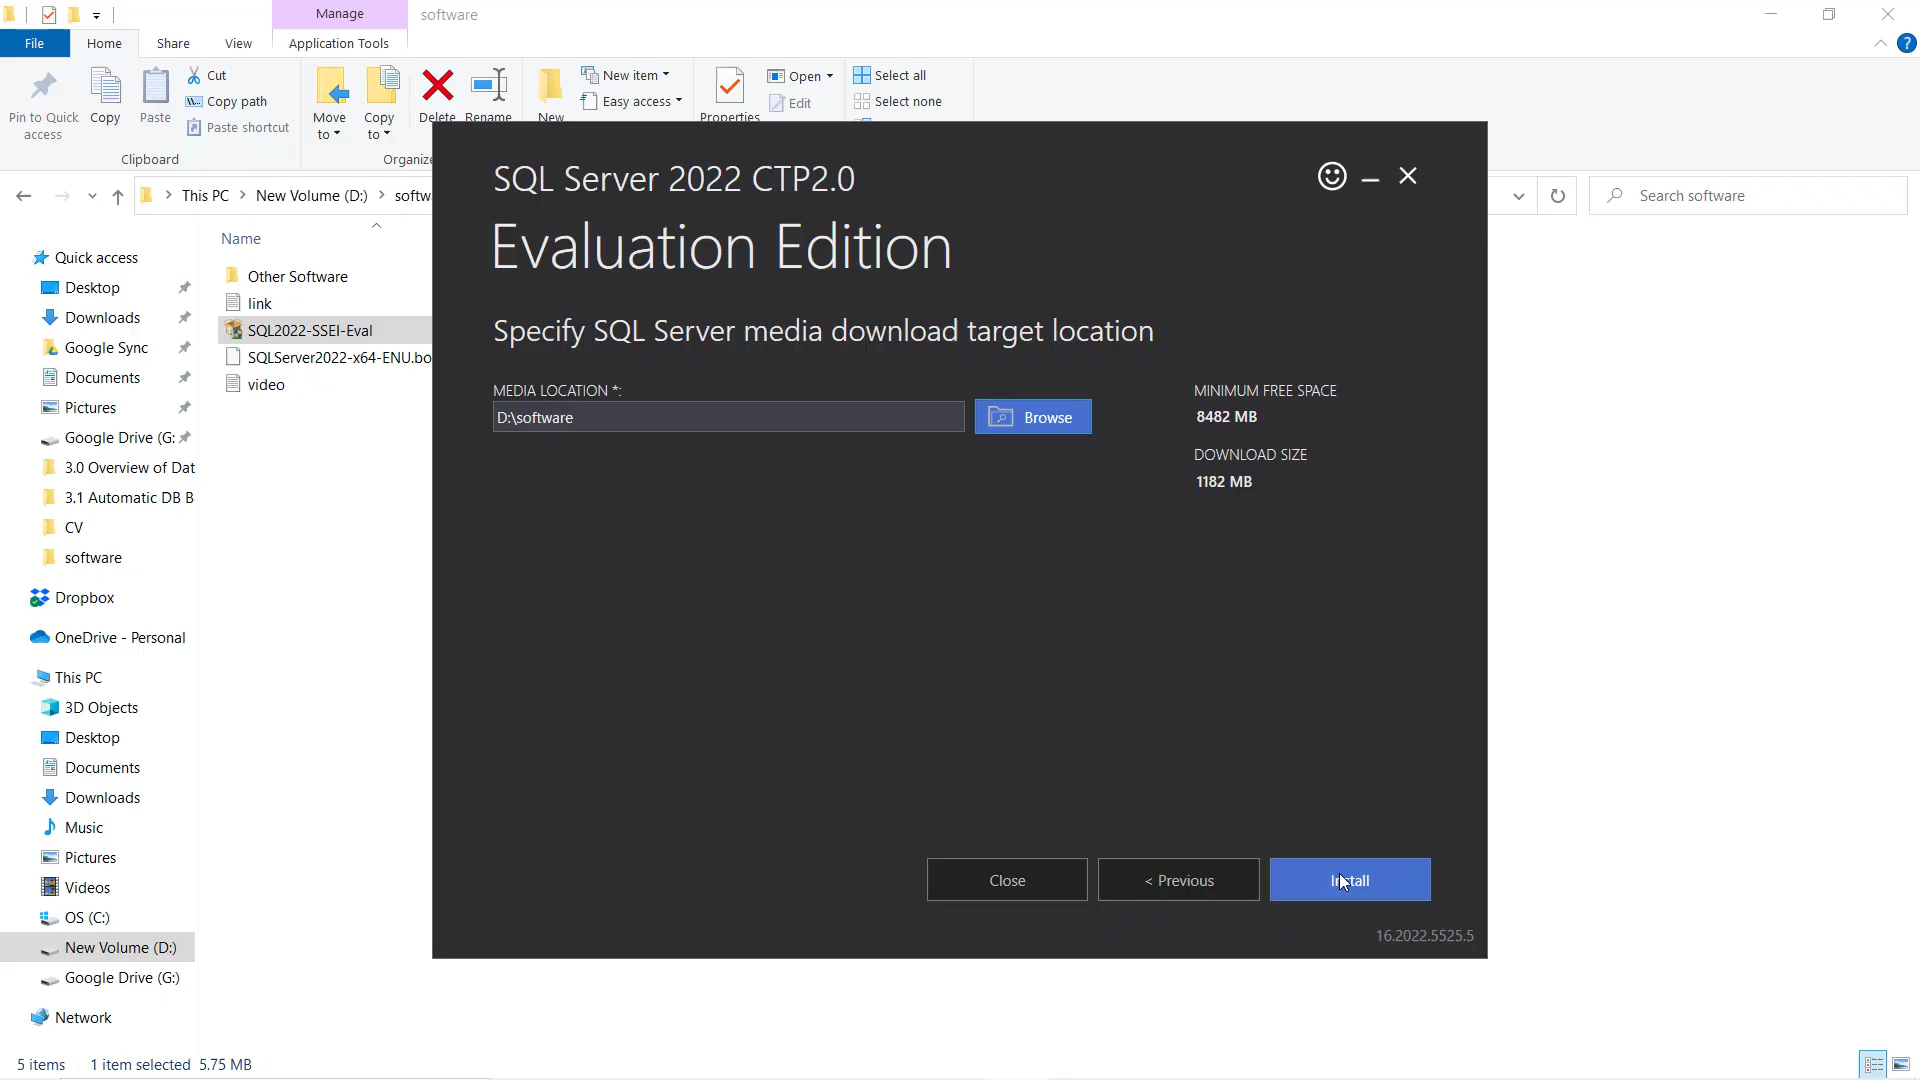 Manage
software
File
Home
Share
View
Application Tools
Pin to Quick access
Copy
Paste
Cut
Copy path
Paste shortcut
Clipboard
Move to
Copy to
Delete
Rename
Organize
New
New item
Easy access
Properties
Open
Edit
Select all
Select none
This PC
New Volume (D:)
softw
Search software
Name
Other Software
link
SQL2022-SSEI-Eval
SQLServer2022-x64-ENU.bo
video
Quick access
Desktop
Downloads
Google Sync
Documents
Pictures
Google Drive (G:
3.0 Overview of Dat
3.1 Automatic DB B
CV
software
Dropbox
OneDrive - Personal
This PC
3D Objects
Desktop
Documents
Downloads
Music
Pictures
Videos
OS (C:)
New Volume (D:)
Google Drive (G:)
Network
5 items
1 item selected 5.75 MB
SQL Server 2022 CTP2.0
Evaluation Edition
Specify SQL Server media download target location
MEDIA LOCATION *:
D:\software
Browse
MINIMUM FREE SPACE
8482 MB
DOWNLOAD SIZE
1182 MB
Close
< Previous
Install
16.2022.5525.5